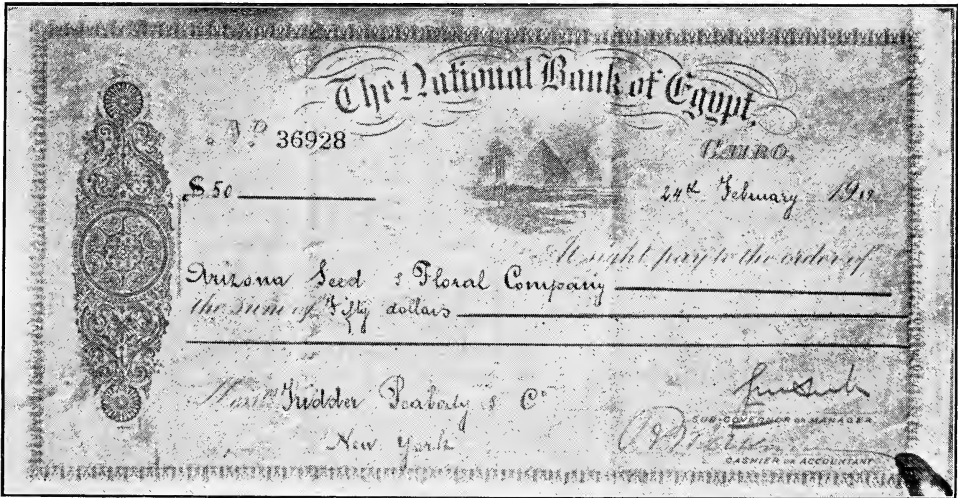 The National Bank of Egypt,
Nº 36928
CAIRO,
$ 50
24th February 19
At sight pay to the order of
Arizona Seed & Floral Company
the sum of Fifty dollars
Kidder Peabody & Cº
New York
SUB-GOVERNOR OR MANAGER
CASHIER OR ACCOUNTANT